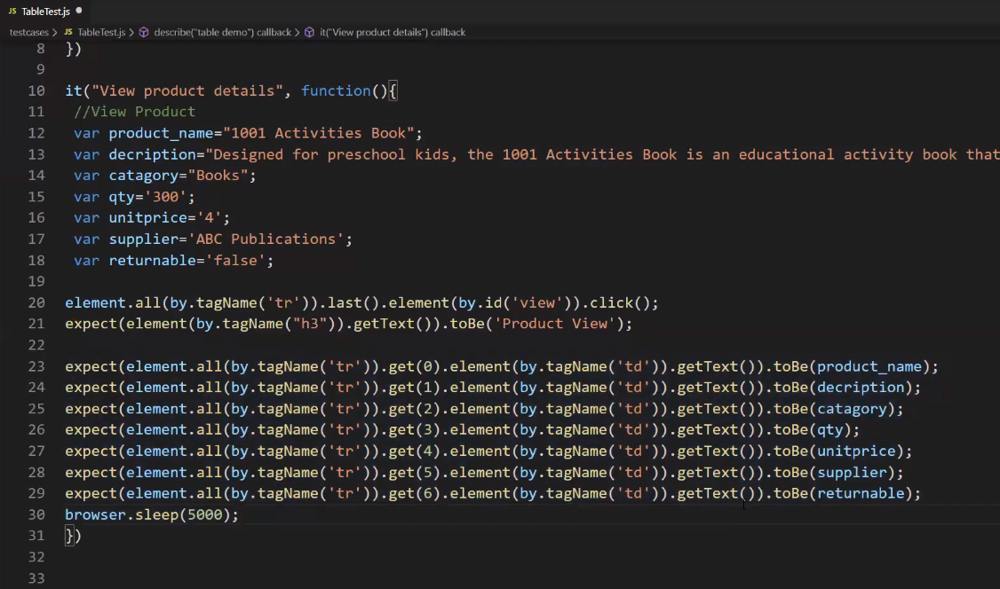 JS TableTest.js
testcases > JS TableTest.js > describe("table demo") callback > it("View product details") callback
8 })
9
10 it("View product details", function(){
11 //View Product
12 var product_name="1001 Activities Book";
13 var decription="Designed for preschool kids, the 1001 Activities Book is an educational activity book that
14 var catagory="Books";
15 var qty='300';
16 var unitprice='4';
17 var supplier='ABC Publications';
18 var returnable='false';
19
20 element.all(by.tagName('tr')).last().element(by.id('view')).click();
21 expect(element(by.tagName("h3")).getText()).toBe('Product View');
22
23 expect(element.all(by.tagName('tr')).get(0).element(by.tagName('td')).getText()).toBe(product_name);
24 expect(element.all(by.tagName('tr')).get(1).element(by.tagName('td')).getText()).toBe(decription);
25 expect(element.all(by.tagName('tr')).get(2).element(by.tagName('td')).getText()).toBe(catagory);
26 expect(element.all(by.tagName('tr')).get(3).element(by.tagName('td')).getText()).toBe(qty);
27 expect(element.all(by.tagName('tr')).get(4).element(by.tagName('td')).getText()).toBe(unitprice);
28 expect(element.all(by.tagName('tr')).get(5).element(by.tagName('td')).getText()).toBe(supplier);
29 expect(element.all(by.tagName('tr')).get(6).element(by.tagName('td')).getText()).toBe(returnable);
30 browser.sleep(5000);
31 })
32
33